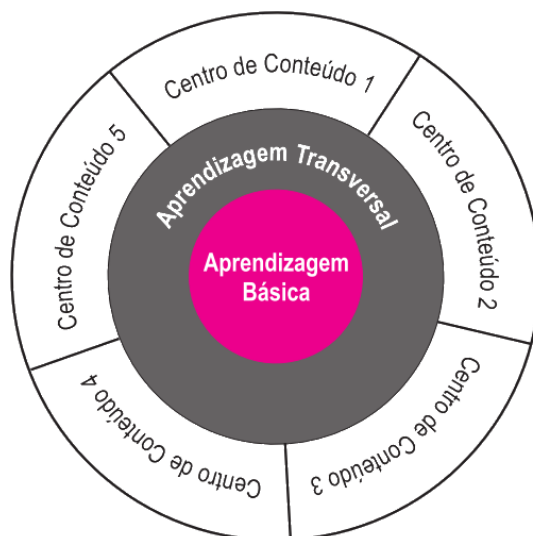 Centro de Conteúdo 1
Centro de Conteúdo 2
Centro de Conteúdo 3
Centro de Conteúdo 4
Centro de Conteúdo 5
Aprendizagem Transversal
Aprendizagem
Básica